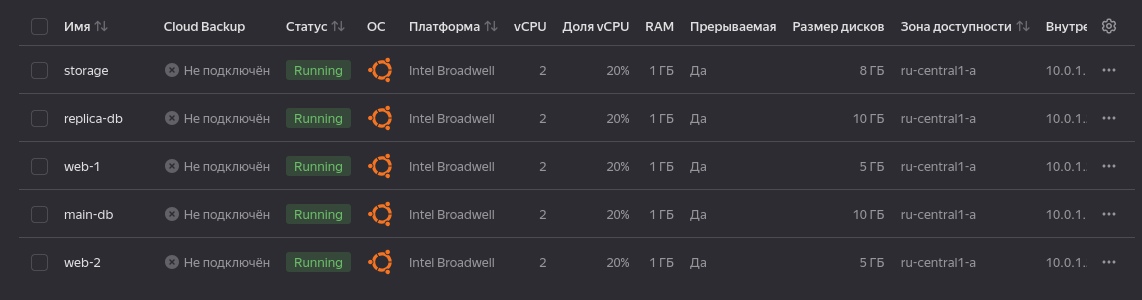 Имя Cloud Backup Статус ОС Платформа vCPU Доля vCPU RAM Прерываемая Размер дисков Зона доступности Внутре
storage Не подключён Running Intel Broadwell 2 20% 1 ГБ Да 8 ГБ ru-central1-a 10.0.1.
replica-db Не подключён Running Intel Broadwell 2 20% 1 ГБ Да 10 ГБ ru-central1-a 10.0.1..
web-1 Не подключён Running Intel Broadwell 2 20% 1 ГБ Да 5 ГБ ru-central1-a 10.0.1..
main-db Не подключён Running Intel Broadwell 2 20% 1 ГБ Да 10 ГБ ru-central1-a 10.0.1.
web-2 Не подключён Running Intel Broadwell 2 20% 1 ГБ Да 5 ГБ ru-central1-a 10.0.1..